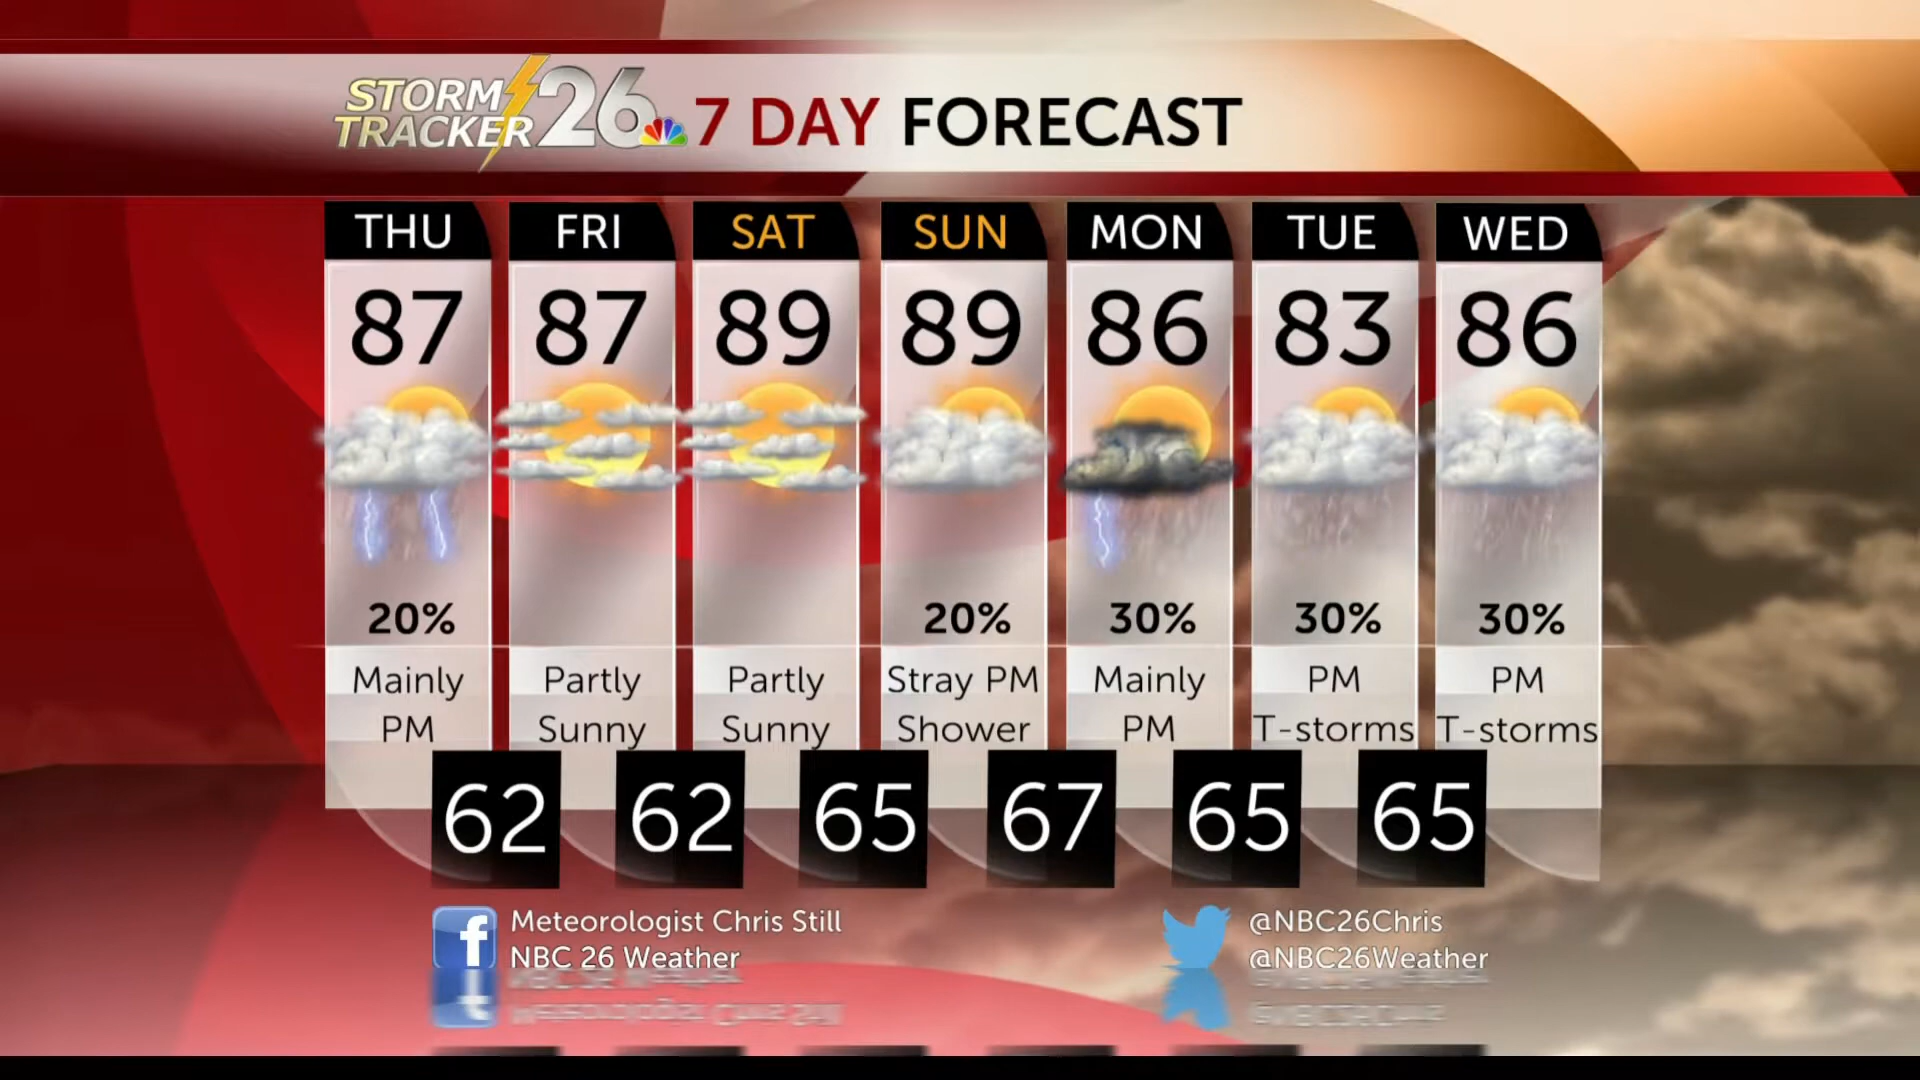 STORM
TRACKER 26
7 DAY FORECAST
THU FRI SAT SUN MON TUE WED
87 87 89 89 86 83 86
20% 20% 30% 30% 30%
Mainly Partly Partly Stray PM Mainly PM PM
PM Sunny Sunny Shower PM T-storms T-storms
62 62 65 67 65 65
f Meteorologist Chris Still @NBC26Chris
NBC 26 Weather @NBC26Weather